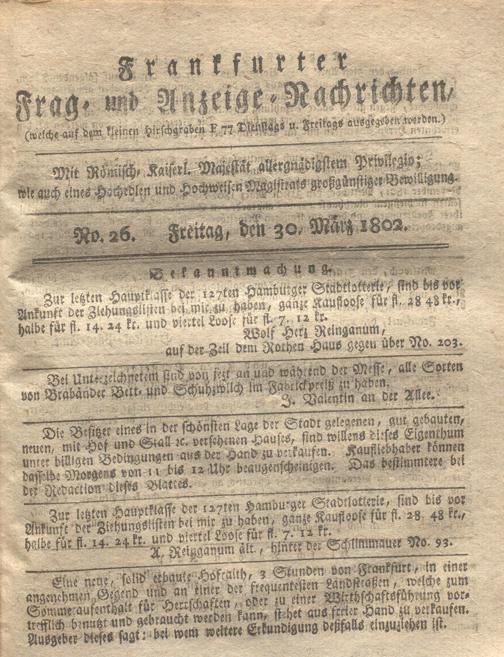 Frankfurter
Frag- und Anzeige-Nachrichten,
(welche auf dem kleinen Hirschgraben F 77 Dienstags u. Freitags ausgegeben werden.)
Mit Römisch. Kaiserl. Majestät allergnädigstem Privilegio;
wie auch eines Hochedlen und Hochweisen Magistrats großgünstiger Bewilligung.
No. 26. Freitag, den 30. März 1802.
Bekanntmachung.
Zur letzten Hauptklasse der 127ten Hamburger Stadtlotterie, sind bis vor
Ankunft der Ziehungslisten bei mir zu haben, ganze Kaufloose für fl. 28 48 kr.,
halbe für fl. 14. 24 kr. und viertel Loose für fl. 7. 12 kr.
Wolf Herz Reinganum,
auf der Zeil dem Rothen Haus gegen über No. 203.
Bei Unterzeichnetem sind von jezt an und während der Messe, alle Sorten
von Brabänder Bett- und Schuhzwilch im Fabrickpreiß zu haben.
J. Valentin an der Allee.
Die Besitzer eines in der schönsten Lage der Stadt gelegenen, gut gebauten,
neuen, mit Hof und Stall ꝛc. versehenen Hauses, sind willens dieses Eigenthum
unter billigen Bedingungen aus der Hand zu verkaufen. Kaufliebhaber können
dasselbe Morgens von 11 bis 12 Uhr beaugenscheinigen. Das bestimmtere bei
der Redaction dieses Blattes.
Zur letzten Hauptklasse der 127ten Hamburger Stadtlotterie, sind bis vor
Ankunft der Ziehungslisten bei mir zu haben, ganze Kaufloose für fl. 28. 48 kr.,
halbe für fl. 14. 24 kr. und viertel Loose für fl. 7. 12 kr.
A. Reizganum ält., hinter der Schlimmauer No. 93.
Eine neue, solid erbaute Hofraith, 3 Stunden von Frankfurt, in einer
angenehmen Gegend und an einer der frequentesten Landstraßen, welche zum
Sommeraufenthalt für Herrschaften, oder zu einer Wirthschaftsführung vor-
trefflich benutzt und gebraucht werden kann, stehet aus freier Hand zu verkaufen.
Ausgeber dieses sagt: bei wem weitere Erkundigung deßfalls einzuziehen ist.